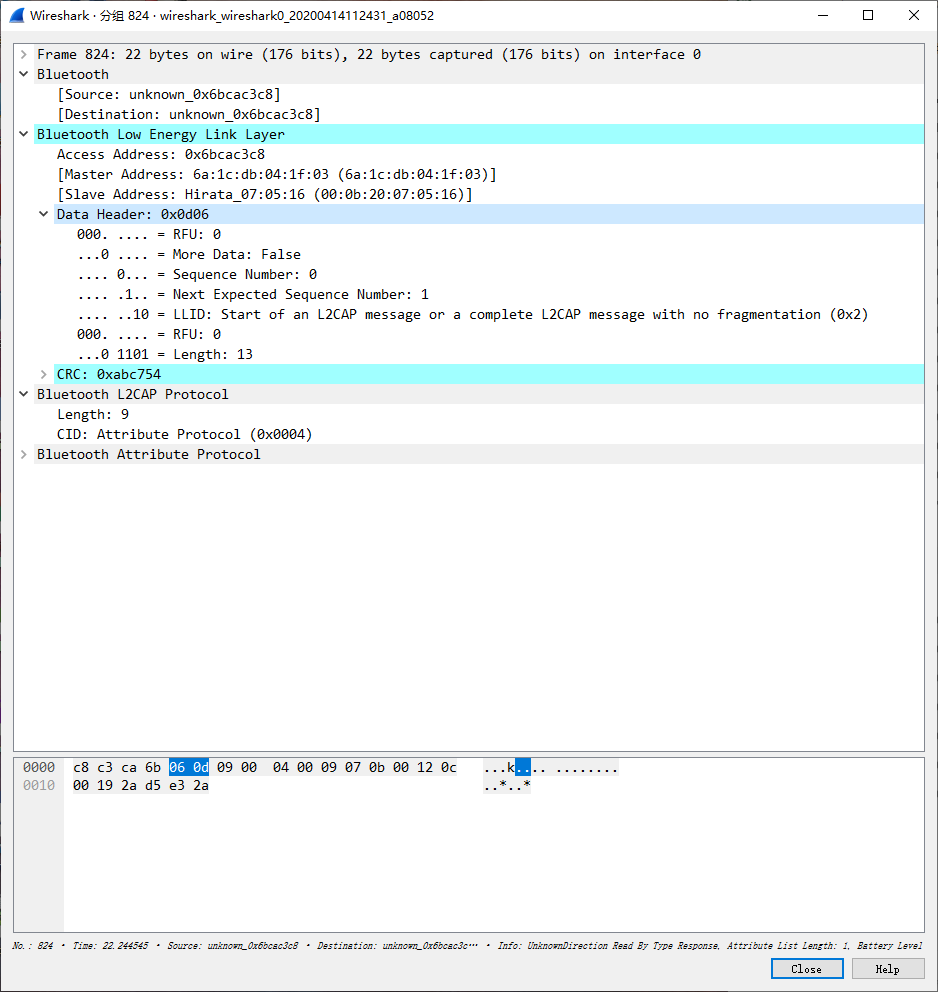 Wireshark · 分组 824 · wireshark_wireshark0_20200414112431_a08052
Frame 824: 22 bytes on wire (176 bits), 22 bytes captured (176 bits) on interface 0
Bluetooth
[Source: unknown_0x6bcac3c8]
[Destination: unknown_0x6bcac3c8]
Bluetooth Low Energy Link Layer
Access Address: 0x6bcac3c8
[Master Address: 6a:1c:db:04:1f:03 (6a:1c:db:04:1f:03)]
[Slave Address: Hirata_07:05:16 (00:0b:20:07:05:16)]
Data Header: 0x0d06
000. .... = RFU: 0
...0 .... = More Data: False
.... 0... = Sequence Number: 0
.... .1.. = Next Expected Sequence Number: 1
.... ..10 = LLID: Start of an L2CAP message or a complete L2CAP message with no fragmentation (0x2)
000. .... = RFU: 0
...0 1101 = Length: 13
CRC: 0xabc754
Bluetooth L2CAP Protocol
Length: 9
CID: Attribute Protocol (0x0004)
Bluetooth Attribute Protocol
0000 c8 c3 ca 6b 06 0d 09 00 04 00 09 07 0b 00 12 0c ...k.... ........
0010 00 19 2a d5 e3 2a ..*..*
No.: 824 · Time: 22.244545 · Source: unknown_0x6bcac3c8 · Destination: unknown_0x6bcac3c… · Info: UnknownDirection Read By Type Response, Attribute List Length: 1, Battery Level
Close Help